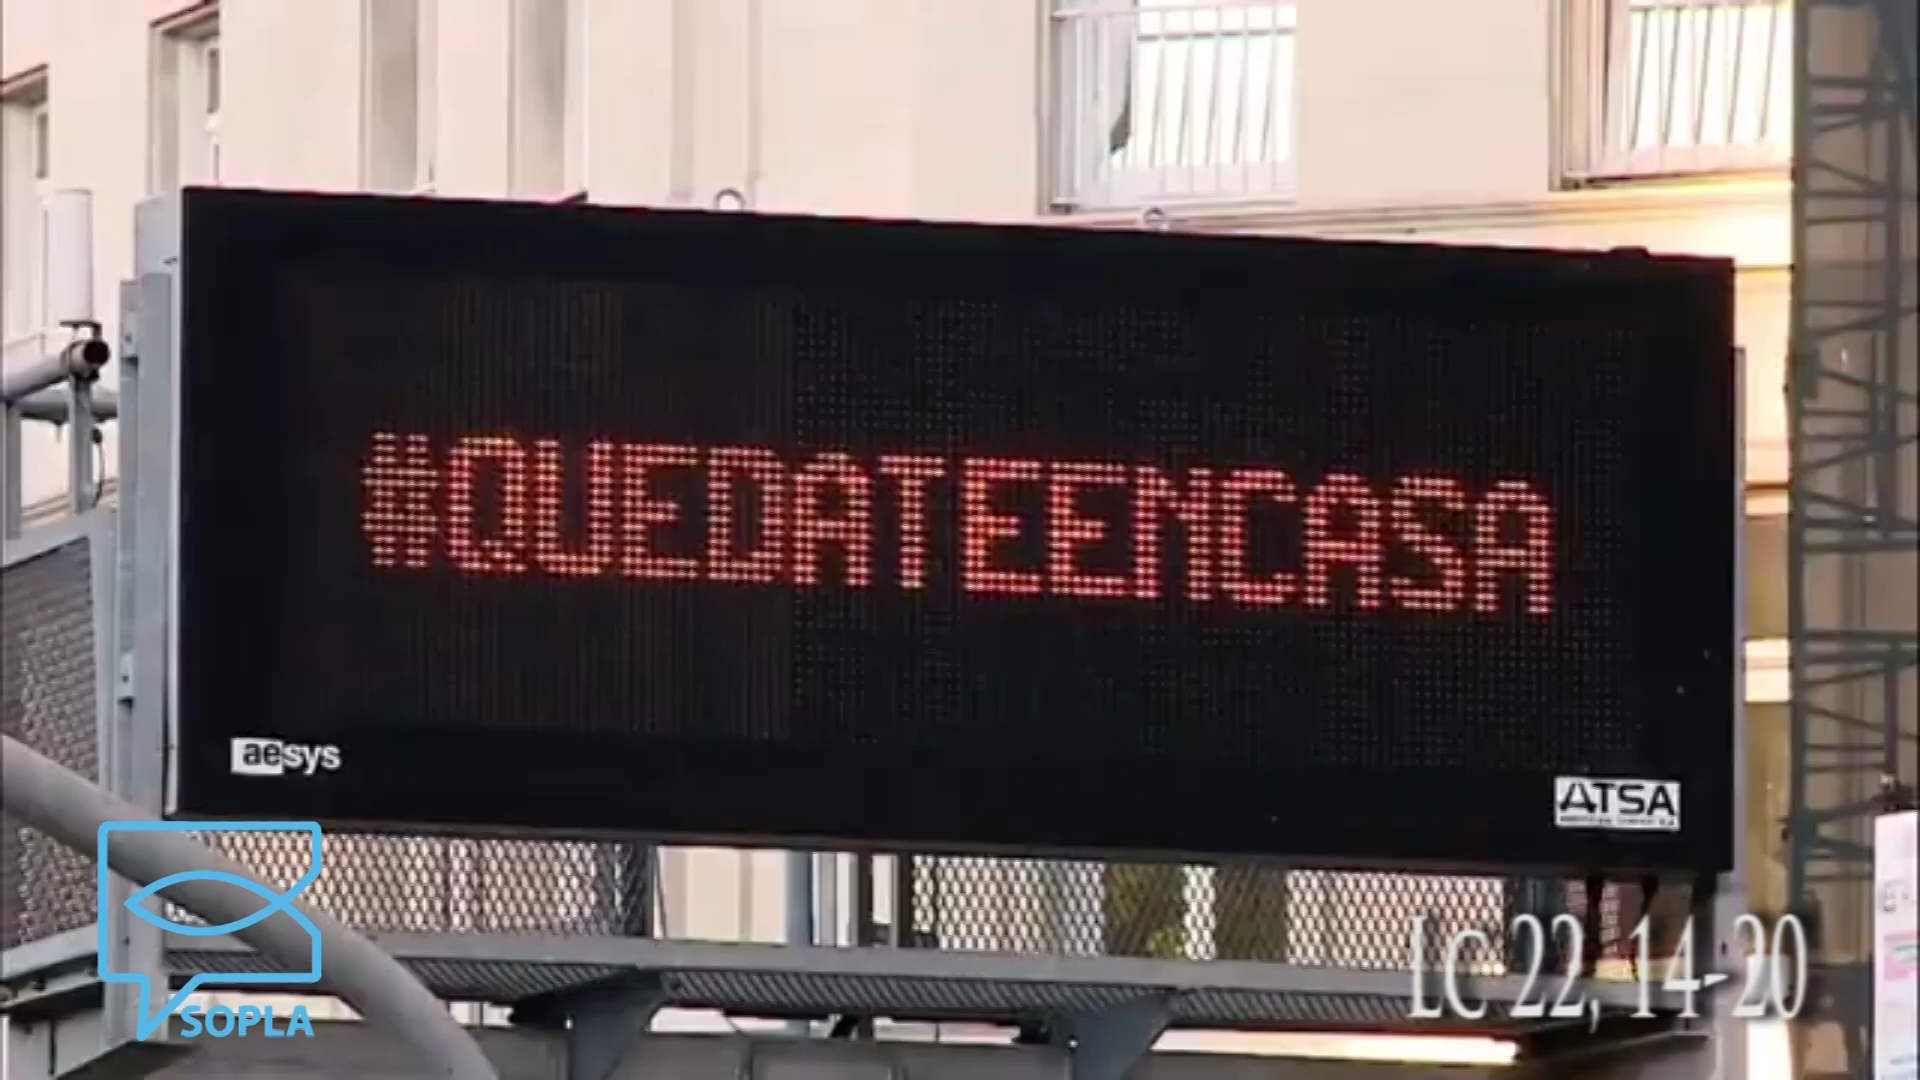 #QUEDATEENCASA
aesys
ATSA
SOPLA
LC 22, 14-20